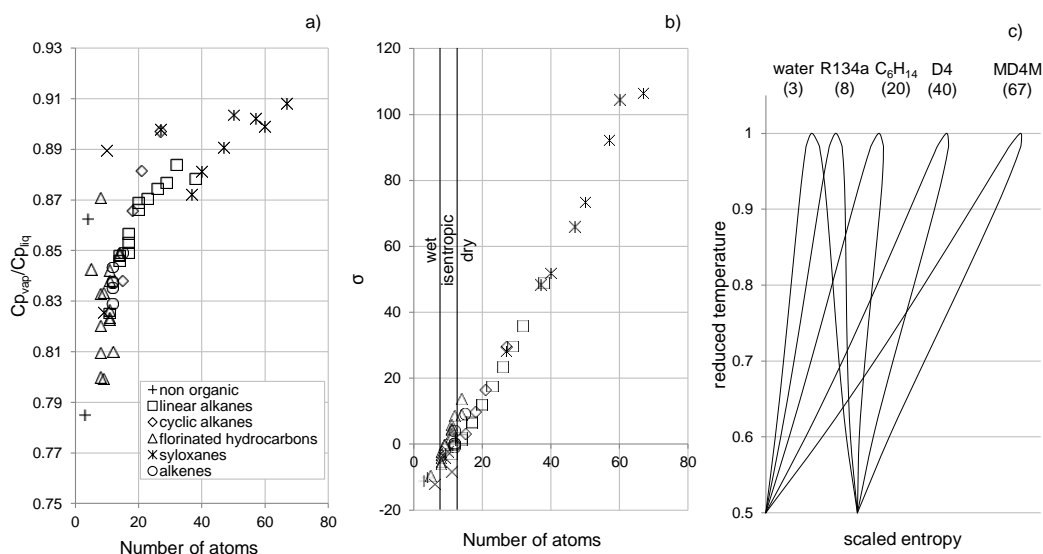 a)
0.93
0.91
0.89
0.87
0.85
0.83
0.81
0.79
0.77
0.75
Cp_vap/Cp_liq
0 20 40 60 80
Number of atoms
non organic
linear alkanes
cyclic alkanes
florinated hydrocarbons
syloxanes
alkenes
b)
120
100
80
60
40
20
0
-20
σ
wet
isentropic
dry
0 20 40 60 80
Number of atoms
c)
water R134a C₆H₁₄ D4 MD4M
(3) (8) (20) (40) (67)
1
0.9
0.8
0.7
0.6
0.5
reduced temperature
scaled entropy